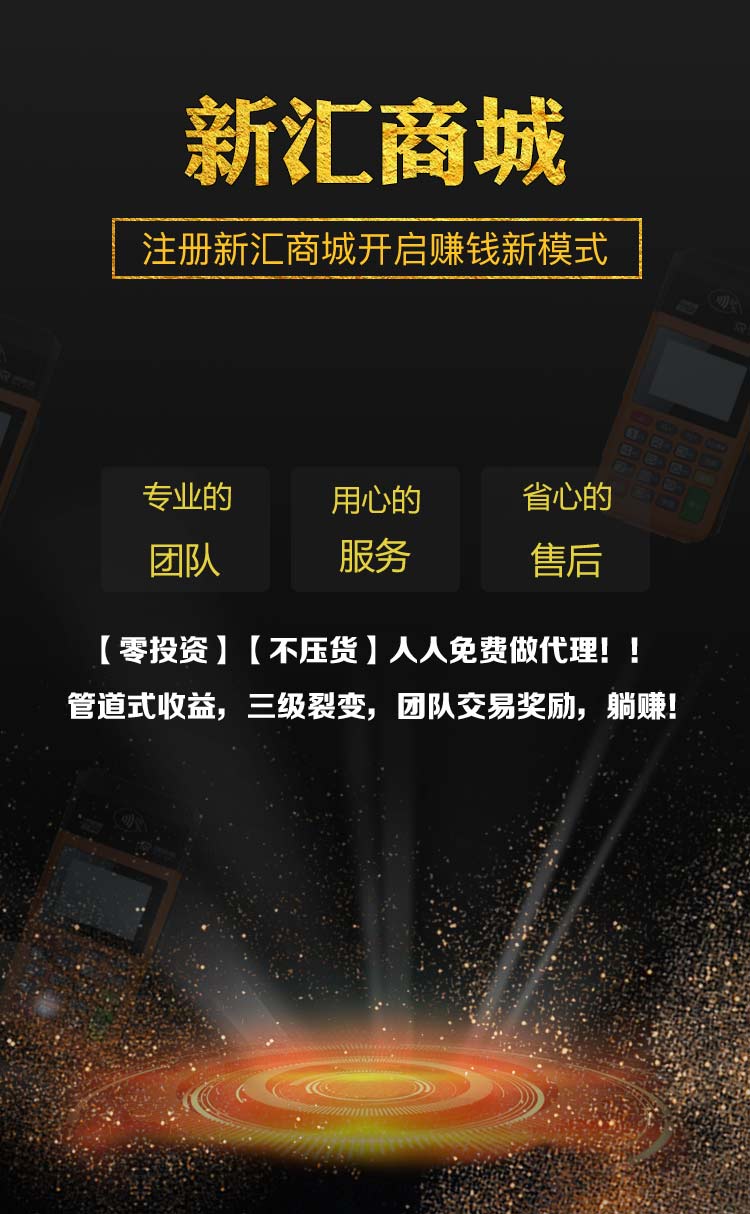 新汇商城
注册新汇商城开启赚钱新模式
专业的
团队
用心的
服务
省心的
售后
【零投资】【不压货】人人免费做代理！！
管道式收益，三级裂变，团队交易奖励，躺赚！